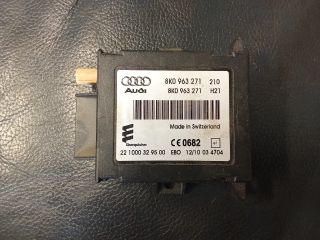 8K0 963 271 210
Audi 8K0 963 271 H21
Made in Switzerland
Eberspächer CE 0682
22 1000 32 95 00 EBO 12/10 03 4704